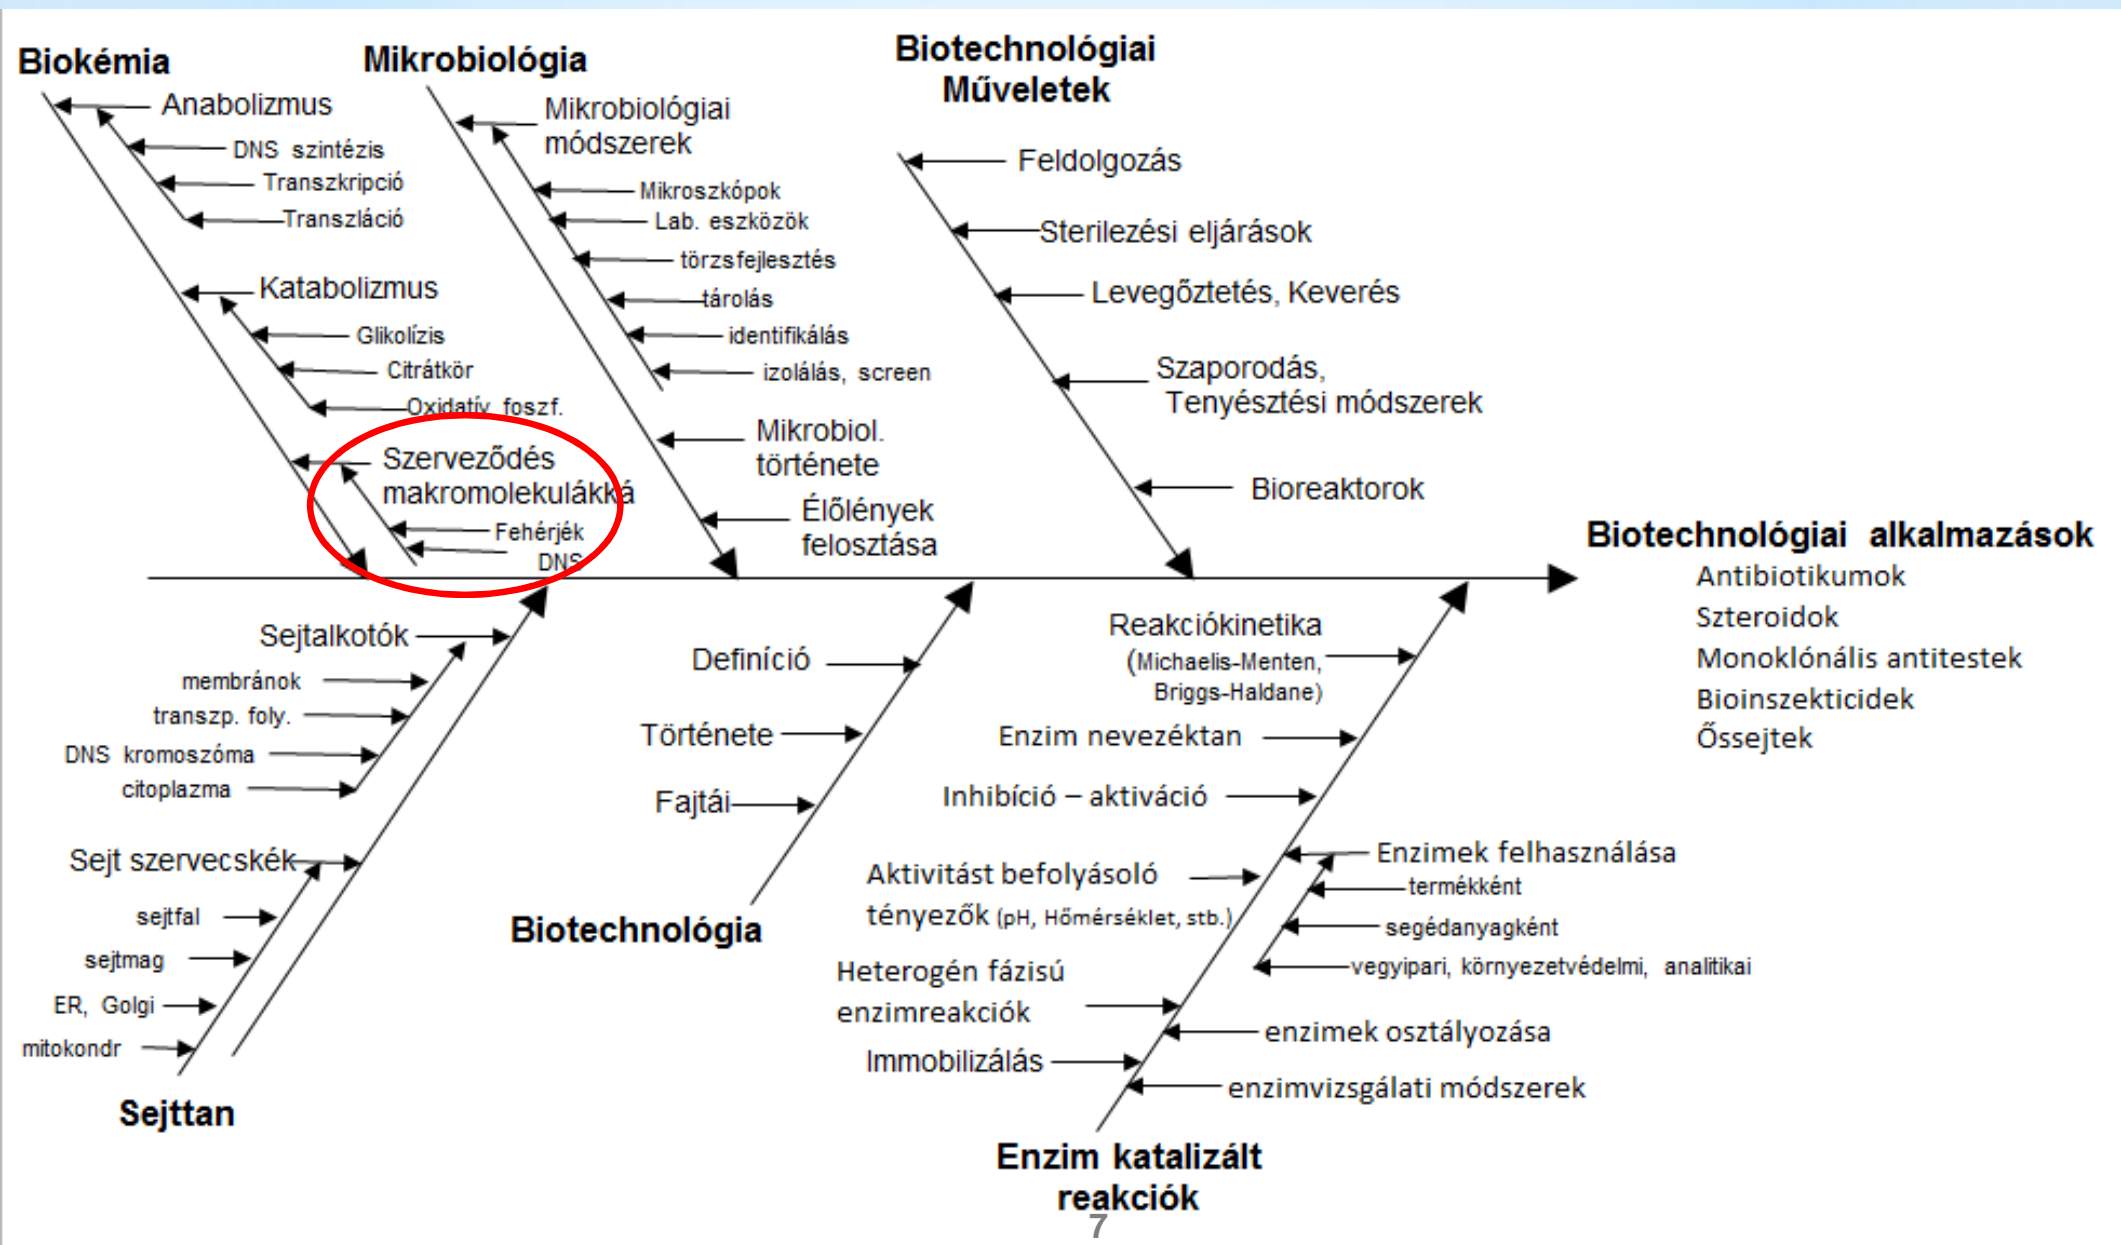 Biokémia
Anabolizmus
DNS szintézis
Transzkripció
Transzláció
Katabolizmus
Glikolízis
Citrátkör
Oxidatív foszf.
Szerveződés
makromolekulákká
Fehérjék
DNS
Mikrobiológia
Mikrobiológiai
módszerek
Mikroszkópok
Lab. eszközök
törzsfejlesztés
tárolás
identifikálás
izolálás, screen
Mikrobiol.
története
Élőlények
felosztása
Biotechnológiai
Műveletek
Feldolgozás
Sterilezési eljárások
Levegőztetés, Keverés
Szaporodás,
Tenyésztési módszerek
Bioreaktorok
Biotechnológiai alkalmazások
Antibiotikumok
Szteroidok
Monoklónális antitestek
Bioinszekticidek
Őssejtek
Sejtalkotók
membránok
transzp. foly.
DNS kromoszóma
citoplazma
Sejt szervecskék
sejtfal
sejtmag
ER, Golgi
mitokondr
Sejttan
Definíció
Története
Fajtái
Biotechnológia
Reakciókinetika
(Michaelis-Menten,
Briggs-Haldane)
Enzim nevezéktan
Inhibíció – aktiváció
Aktivitást befolyásoló
tényezők (pH, Hőmérséklet, stb.)
Heterogén fázisú
enzimreakciók
Immobilizálás
Enzimek felhasználása
termékként
segédanyagként
vegyipari, környezetvédelmi, analitikai
enzimek osztályozása
enzimvizsgálati módszerek
Enzim katalizált
reakciók
7